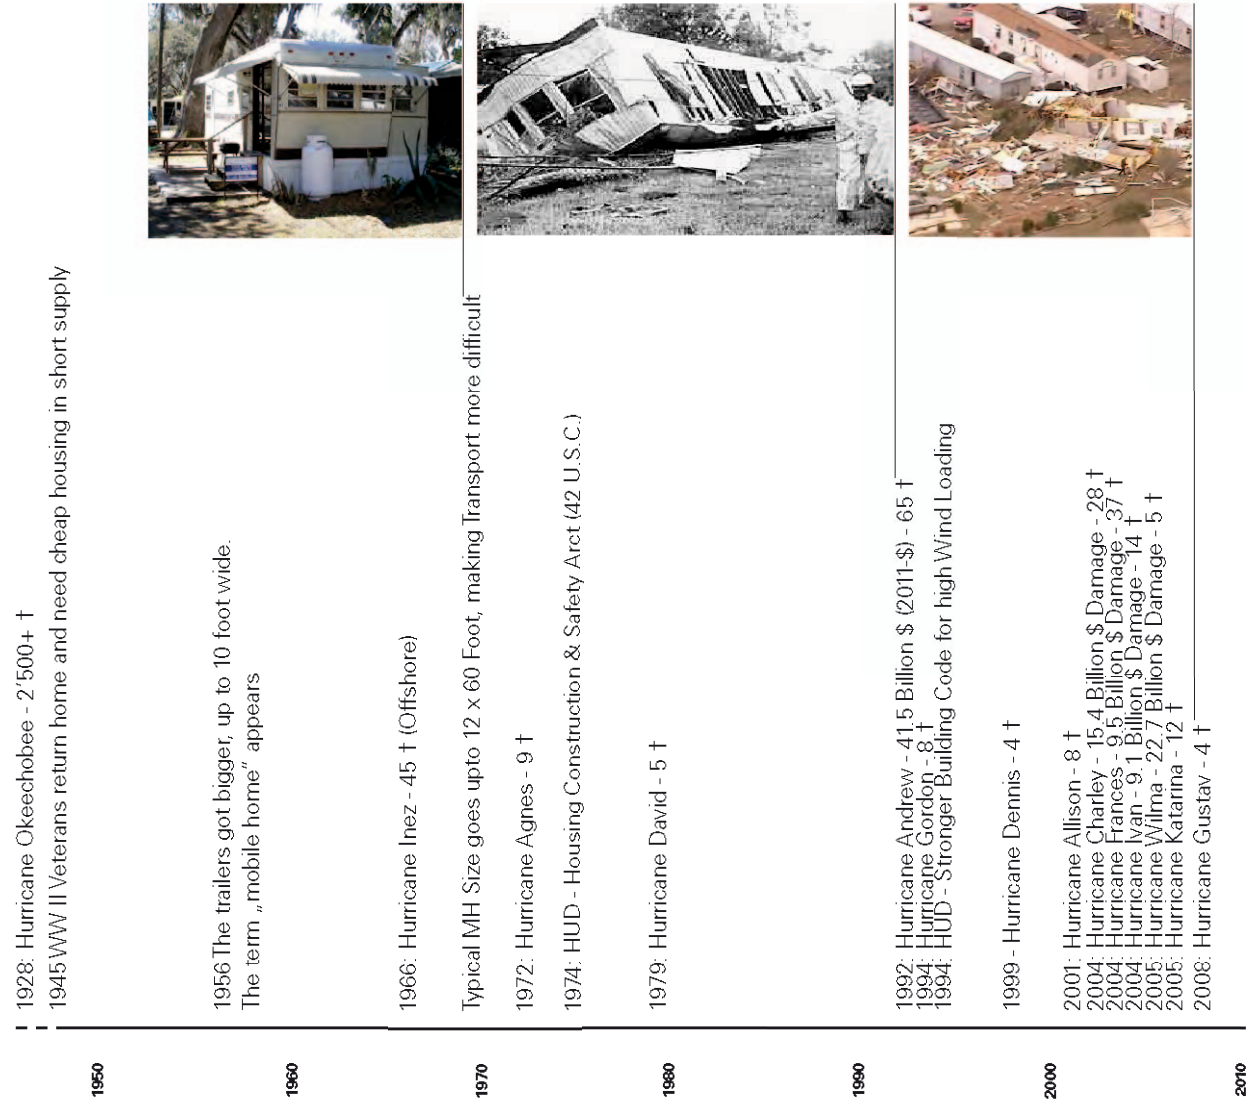 1928: Hurricane Okeechobee - 2'500+ †
1945 WW II Veterans return home and need cheap housing in short supply
1956 The trailers got bigger, up to 10 foot wide.
The term „mobile home" appears
1966: Hurricane Inez - 45 † (Offshore)
Typical MH Size goes upto 12 x 60 Foot, making Transport more difficult
1972: Hurricane Agnes - 9 †
1974: HUD - Housing Construction & Safety Arct (42 U.S.C.)
1979: Hurricane David - 5 †
1992: Hurricane Andrew - 41.5 Billion $ (2011-$) - 65 †
1994: Hurricane Gordon - 8 †
1994: HUD - Stronger Building Code for high Wind Loading
1999 - Hurricane Dennis - 4 †
2001: Hurricane Allison - 8 †
2004: Hurricane Charley - 15.4 Billion $ Damage - 28 †
2004: Hurricane Frances - 9.5 Billion $ Damage - 37 †
2004: Hurricane Ivan - 9.1 Billion $ Damage - 14 †
2005: Hurricane Wilma - 22.7 Billion $ Damage - 5 †
2005: Hurricane Katarina - 12 †
2008: Hurricane Gustav - 4 †
1950
1960
1970
1980
1990
2000
2010